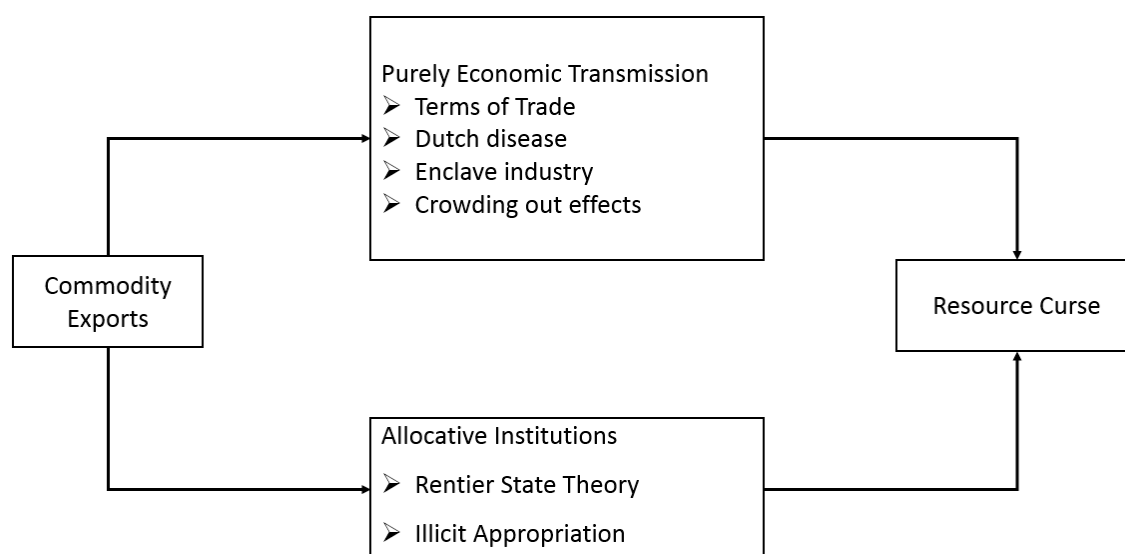 Purely Economic Transmission
➢ Terms of Trade
➢ Dutch disease
➢ Enclave industry
➢ Crowding out effects
Commodity
Exports
Resource Curse
Allocative Institutions
➢ Rentier State Theory
➢ Illicit Appropriation